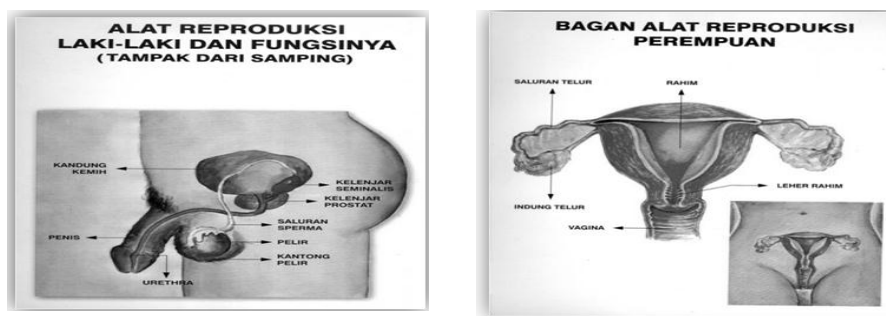 ALAT REPRODUKSI
LAKI-LAKI DAN FUNGSINYA
(TAMPAK DARI SAMPING)
KANDUNG
KEMIH
KELENJAR
SEMINALIS
KELENJAR
PROSTAT
SALURAN
SPERMA
PENIS
PELIR
KANTONG
PELIR
URETHRA
BAGAN ALAT REPRODUKSI
PEREMPUAN
SALURAN TELUR
RAHIM
LEHER RAHIM
INDUNG TELUR
VAGINA